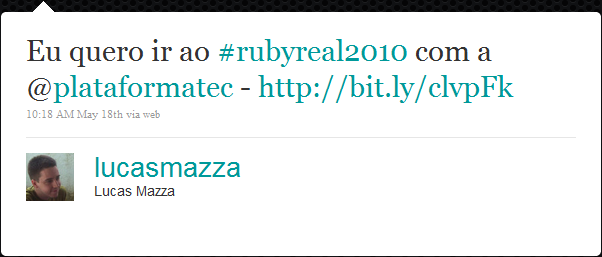 Eu quero ir ao #rubyreal2010 com a
@plataformatec - http://bit.ly/clvpFk
10:18 AM May 18th via web
lucasmazza
Lucas Mazza